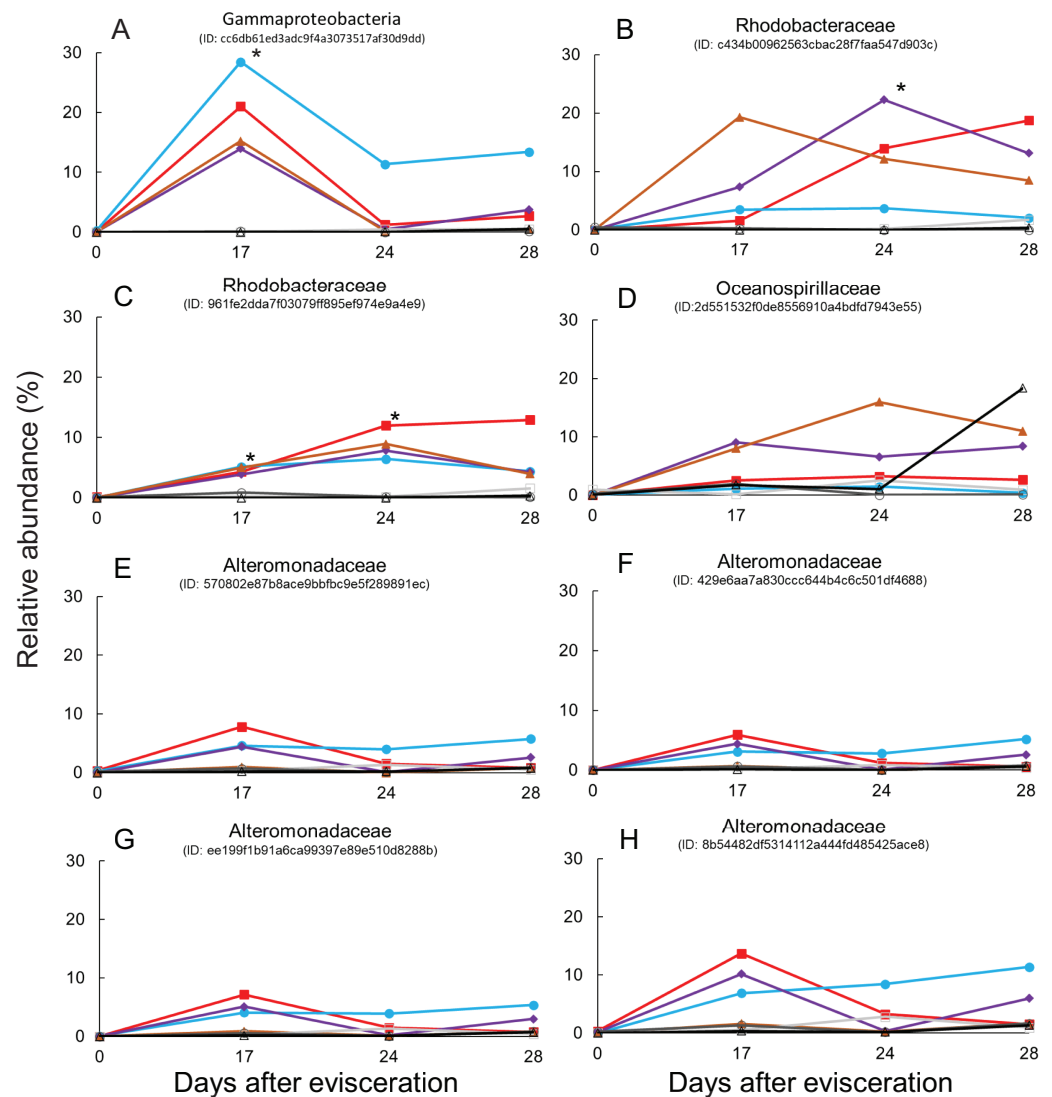 A
Gammaproteobacteria
(ID: cc6db61ed3adc9f4a3073517af30d9dd)
30
20
10
0
*
0 17 24 28
B
Rhodobacteraceae
(ID: c434b00962563cbac28f7faa547d903c)
30
20
10
0
*
0 17 24 28
C
Rhodobacteraceae
(ID: 961fe2dda7f03079ff895ef974e9a4e9)
30
20
10
0
*
*
0 17 24 28
D
Oceanospirillaceae
(ID:2d551532f0de8556910a4bdfd7943e55)
30
20
10
0
0 17 24 28
Relative abundance (%)
E
Alteromonadaceae
(ID: 570802e87b8ace9bbfbc9e5f289891ec)
30
20
10
0
0 17 24 28
F
Alteromonadaceae
(ID: 429e6aa7a830ccc644b4c6c501df4688)
30
20
10
0
0 17 24 28
G
Alteromonadaceae
(ID: ee199f1b91a6ca99397e89e510d8288b)
30
20
10
0
0 17 24 28
H
Alteromonadaceae
(ID: 8b54482df5314112a444fd485425ace8)
30
20
10
0
0 17 24 28
Days after evisceration
Days after evisceration